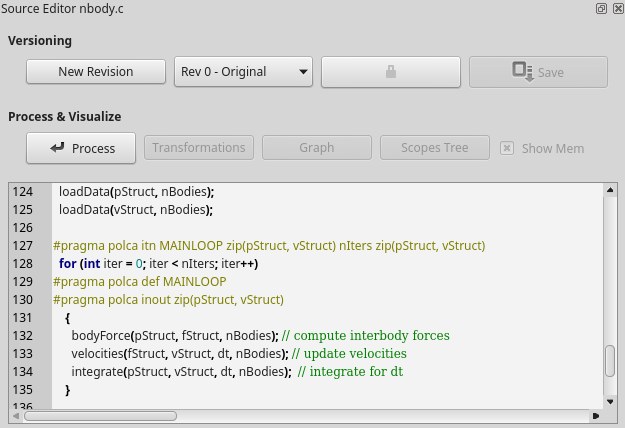 Source Editor nbody.c
Versioning
New Revision Rev 0 - Original Save
Process & Visualize
Process Transformations Graph Scopes Tree Show Mem
124 loadData(pStruct, nBodies);
125 loadData(vStruct, nBodies);
126
127 #pragma polca itn MAINLOOP zip(pStruct, vStruct) nIters zip(pStruct, vStruct)
128 for (int iter = 0; iter < nIters; iter++)
129 #pragma polca def MAINLOOP
130 #pragma polca inout zip(pStruct, vStruct)
131 {
132 bodyForce(pStruct, fStruct, nBodies); // compute interbody forces
133 velocities(fStruct, vStruct, dt, nBodies); // update velocities
134 integrate(pStruct, vStruct, dt, nBodies); // integrate for dt
135 }
136